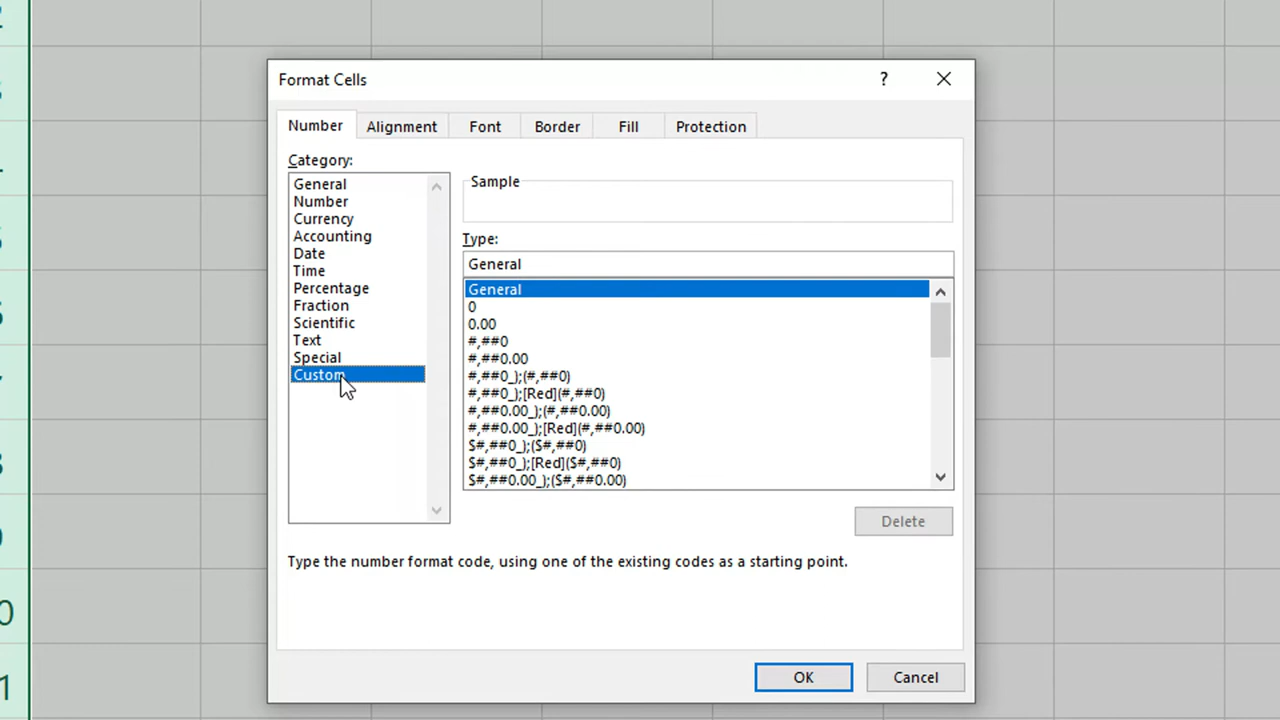 Format Cells
?
Number Alignment Font Border Fill Protection
Category:
General
Number
Currency
Accounting
Date
Time
Percentage
Fraction
Scientific
Text
Special
Custom
Sample
Type:
General
General
0
0.00
#,##0
#,##0.00
#,##0_);(#,##0)
#,##0_);[Red](#,##0)
#,##0.00_);(#,##0.00)
#,##0.00_);[Red](#,##0.00)
$#,##0_);($#,##0)
$#,##0_);[Red]($#,##0)
$#,##0.00_);($#,##0.00)
Delete
Type the number format code, using one of the existing codes as a starting point.
OK Cancel